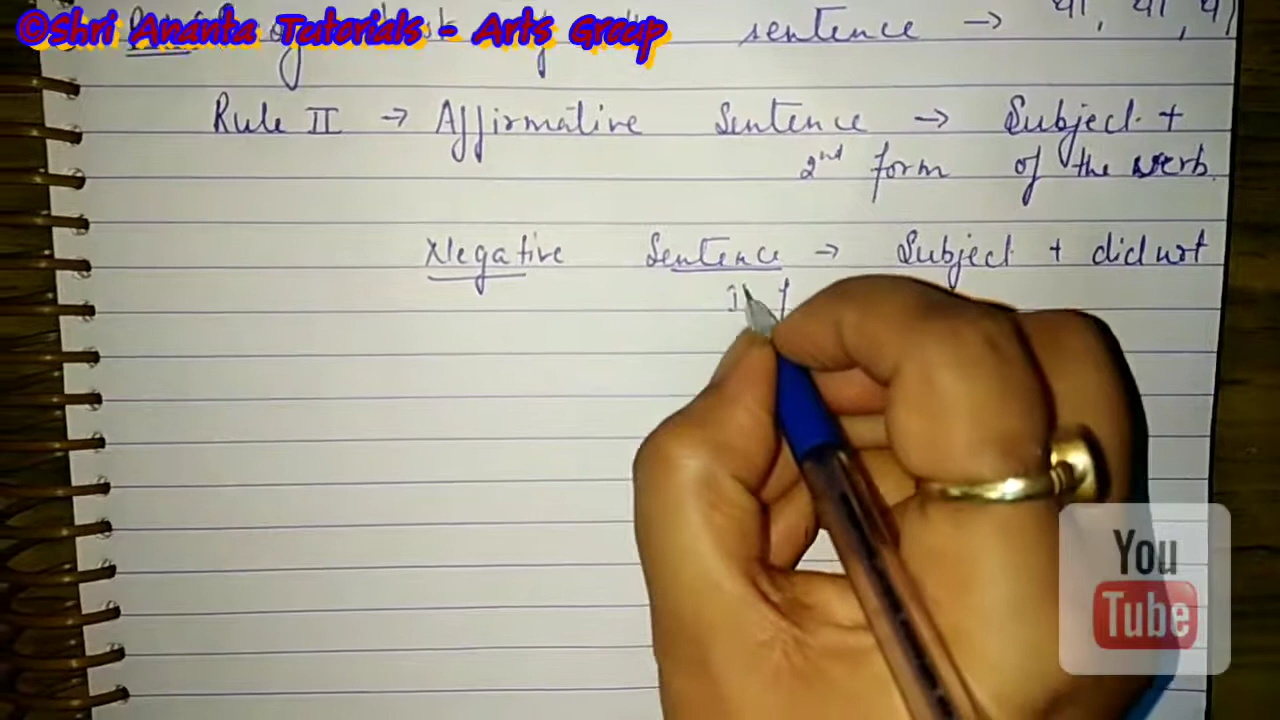 ©Shri Ananta Tutorials - Arts Group
sentence → था, थी, थे
Rule II → Affirmative Sentence → Subject +
2nd form of the verb.
Negative Sentence → Subject + did not
You
Tube